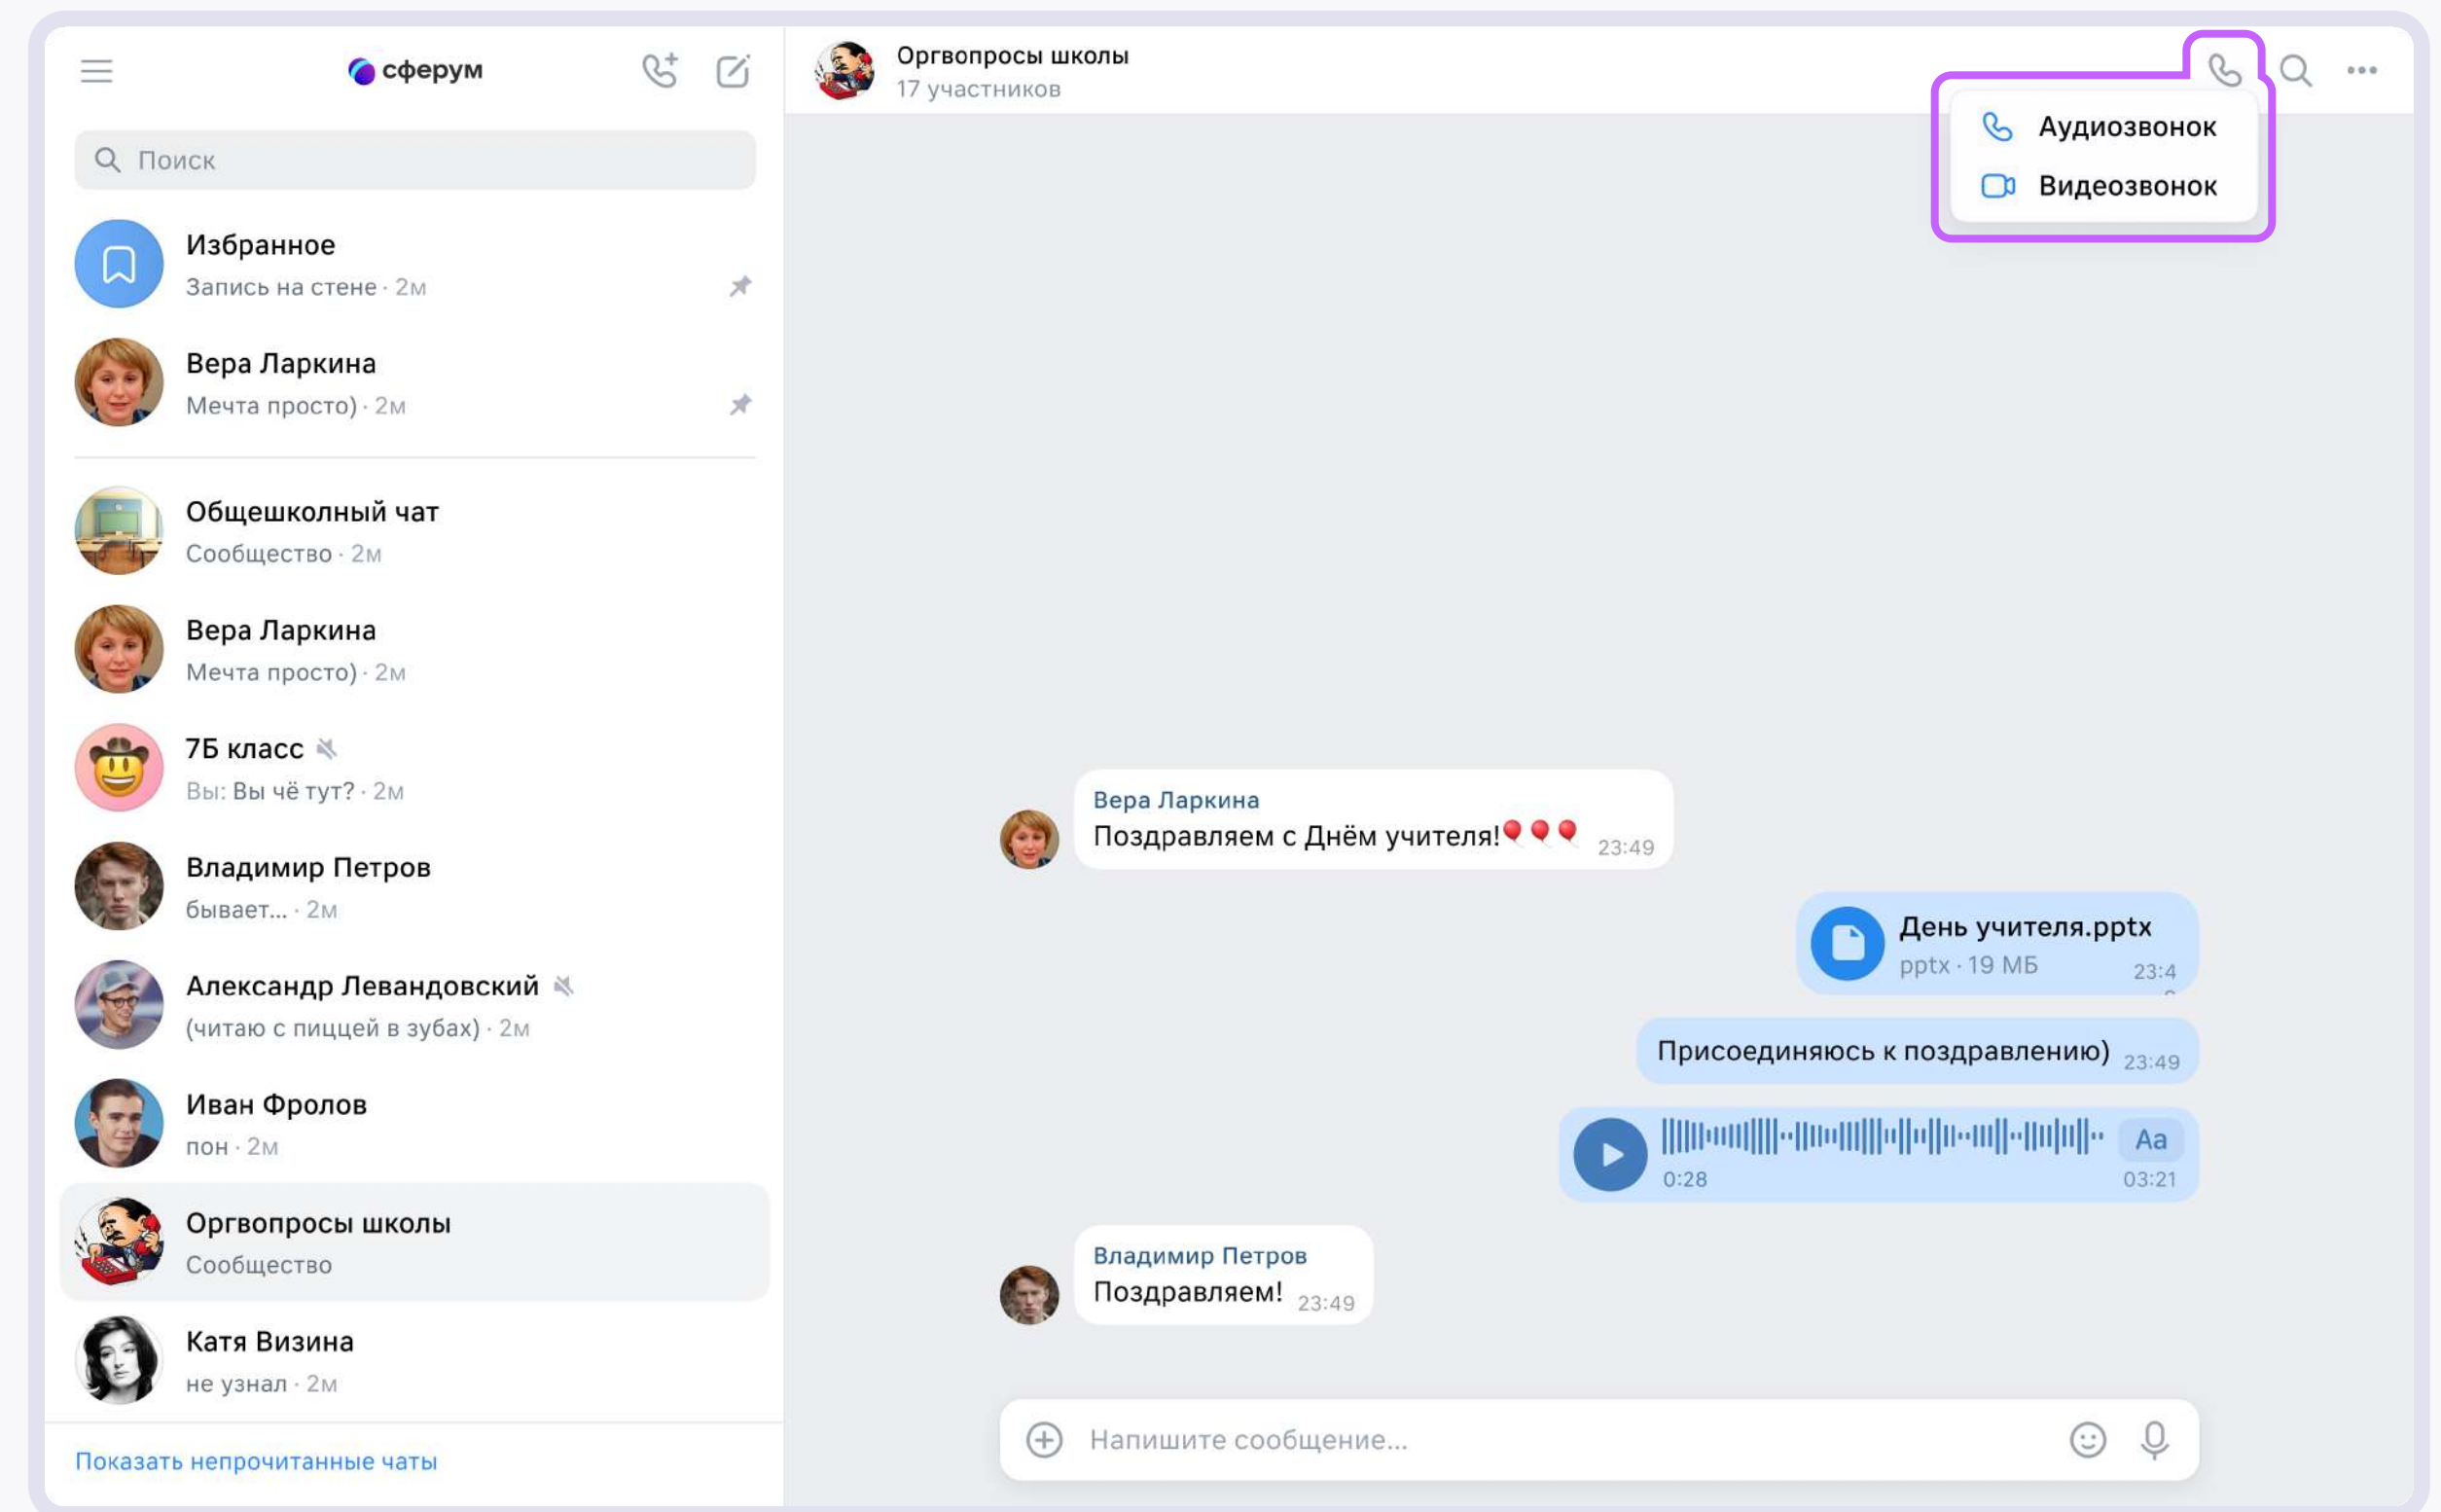 сферум
Поиск
Избранное
Запись на стене · 2м
Вера Ларкина
Мечта просто) · 2м
Общешколный чат
Сообщество · 2м
Вера Ларкина
Мечта просто) · 2м
7Б класс
Вы: Вы чё тут? · 2м
Владимир Петров
бывает... · 2м
Александр Левандовский
(читаю с пиццей в зубах) · 2м
Иван Фролов
пон · 2м
Оргвопросы школы
Сообщество
Катя Визина
не узнал · 2м
Показать непрочитанные чаты
Оргвопросы школы
17 участников
Аудиозвонок
Видеозвонок
Вера Ларкина
Поздравляем с Днём учителя!🎈🎈🎈 23:49
День учителя.pptx
pptx · 19 МБ 23:4
Присоединяюсь к поздравлению) 23:49
Aa
0:28 03:21
Владимир Петров
Поздравляем! 23:49
Напишите сообщение...